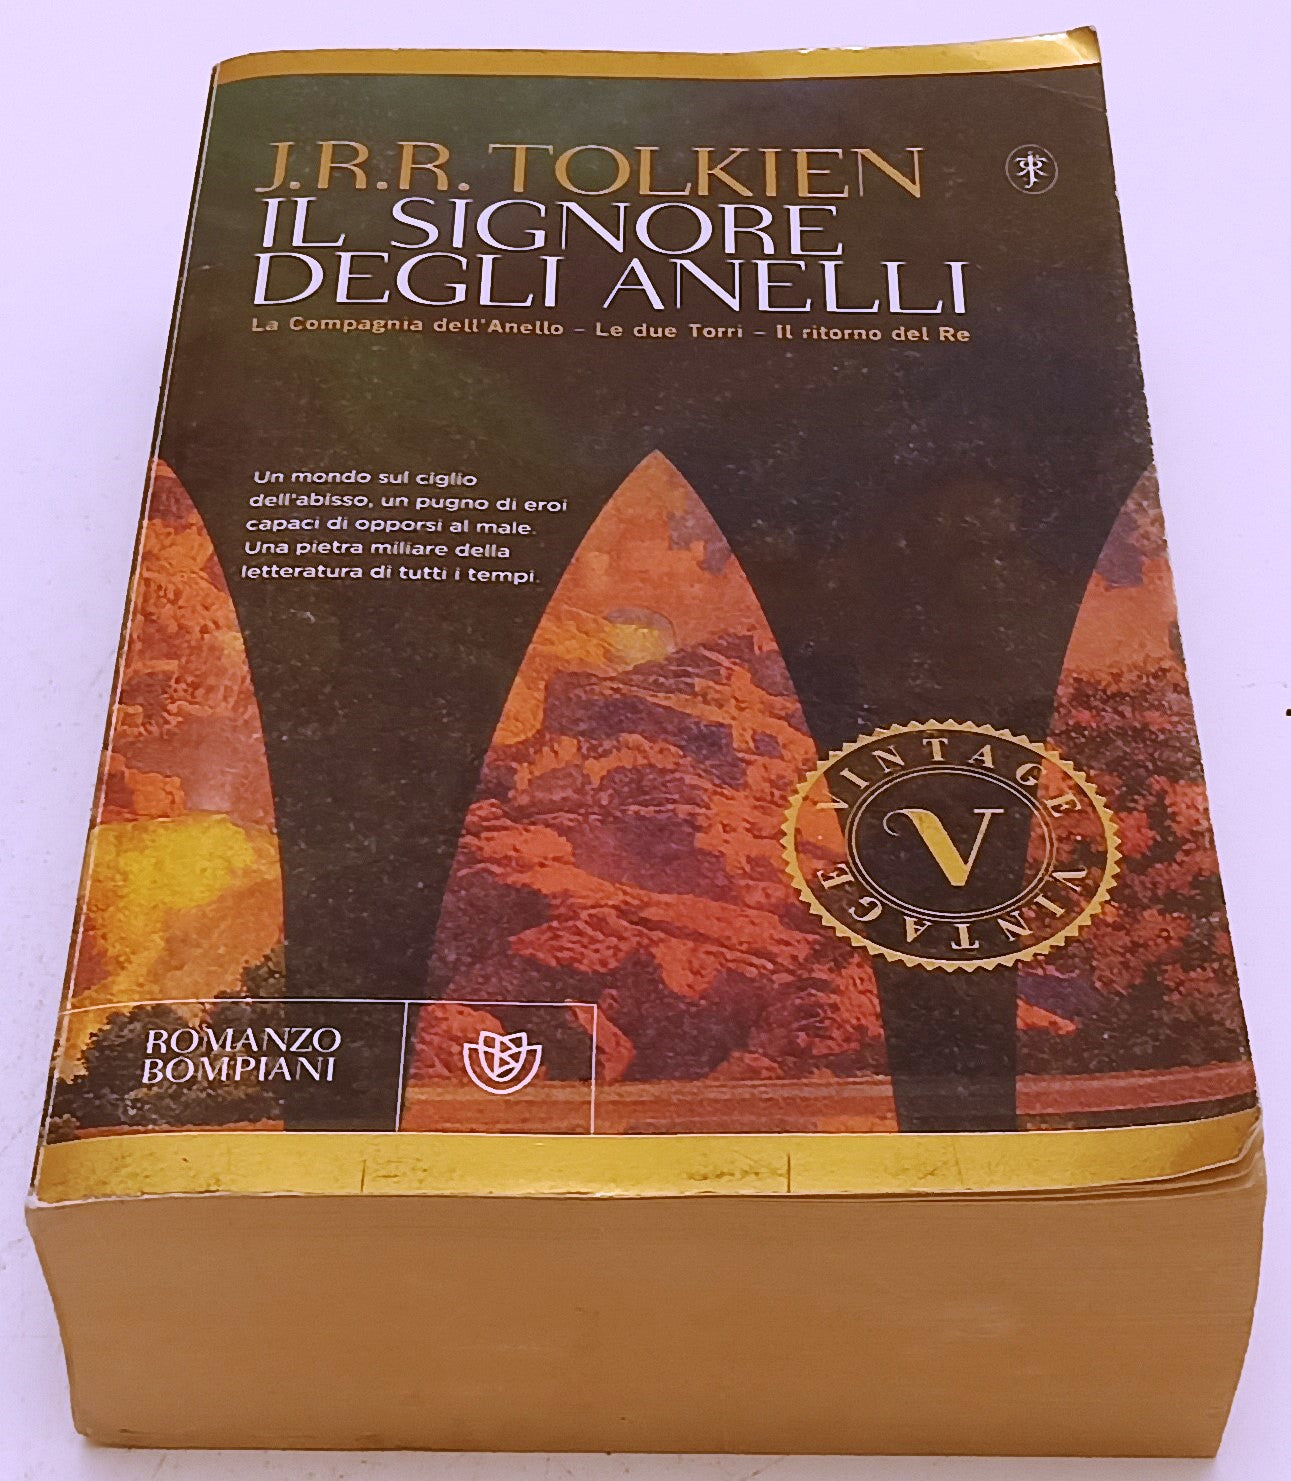 J.R.R. TOLKIEN
IL SIGNORE
DEGLI ANELLI
La Compagnia dell'Anello – Le due Torri – Il ritorno del Re
Un mondo sul ciglio
dell'abisso, un pugno di eroi
capaci di opporsi al male.
Una pietra miliare della
letteratura di tutti i tempi.
VINTAGE VINTAGE VINTAGE
V
ROMANZO
BOMPIANI